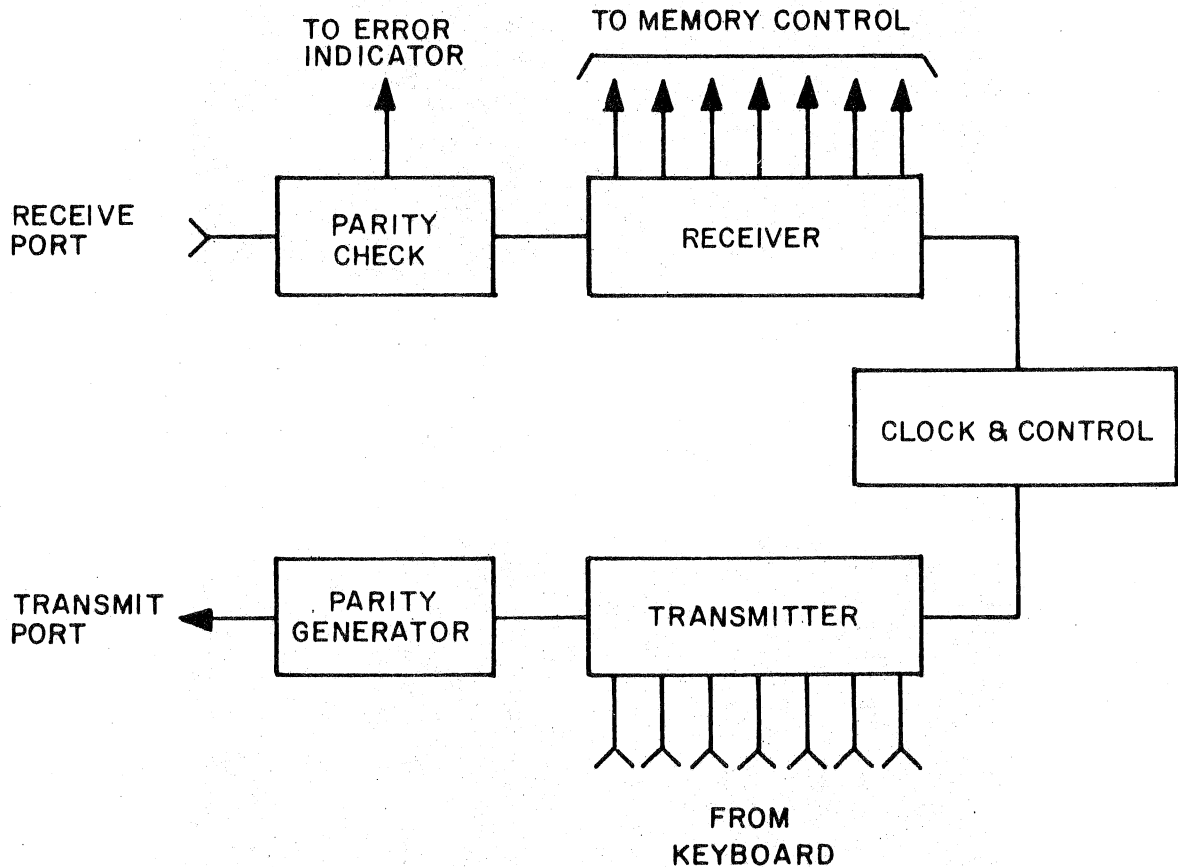 TO ERROR
INDICATOR
TO MEMORY CONTROL
RECEIVE
PORT
PARITY
CHECK
RECEIVER
CLOCK & CONTROL
TRANSMIT
PORT
PARITY
GENERATOR
TRANSMITTER
FROM
KEYBOARD